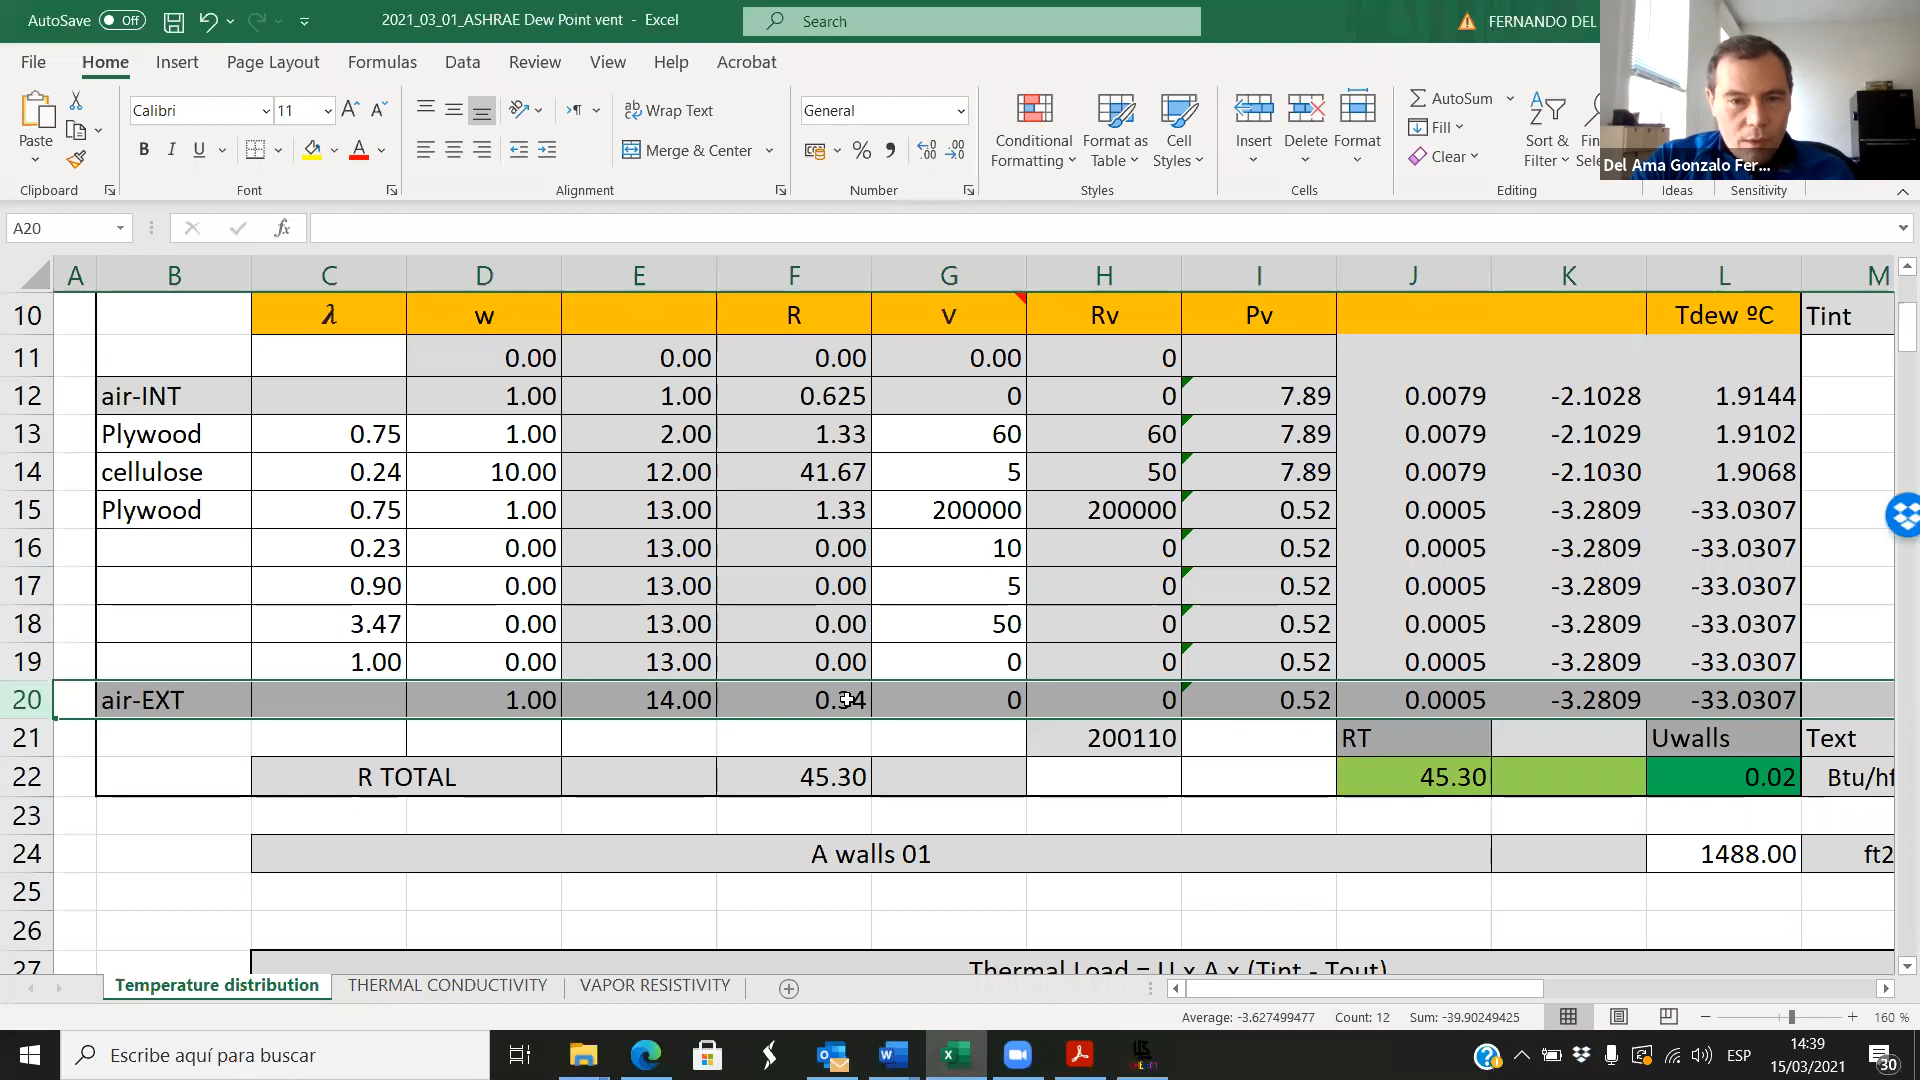 AutoSave Off 2021_03_01_ASHRAE Dew Point vent - Excel Search FERNANDO DEL
File Home Insert Page Layout Formulas Data Review View Help Acrobat
Paste Calibri 11 Wrap Text General Conditional Formatting Format as Table Cell Styles Insert Delete Format AutoSum Sort & Filter
B I U Merge & Center Fill Clear
Del Ama Gonzalo Fer...
Clipboard Font Alignment Number Styles Cells Editing Ideas Sensitivity
A20 fx
A B C D E F G H I J K L M
10 λ w R v Rv Pv Tdew ºC Tint
11 0.00 0.00 0.00 0.00 0
12 air-INT 1.00 1.00 0.625 0 0 7.89 0.0079 -2.1028 1.9144
13 Plywood 0.75 1.00 2.00 1.33 60 60 7.89 0.0079 -2.1029 1.9102
14 cellulose 0.24 10.00 12.00 41.67 5 50 7.89 0.0079 -2.1030 1.9068
15 Plywood 0.75 1.00 13.00 1.33 200000 200000 0.52 0.0005 -3.2809 -33.0307
16 0.23 0.00 13.00 0.00 10 0 0.52 0.0005 -3.2809 -33.0307
17 0.90 0.00 13.00 0.00 5 0 0.52 0.0005 -3.2809 -33.0307
18 3.47 0.00 13.00 0.00 50 0 0.52 0.0005 -3.2809 -33.0307
19 1.00 0.00 13.00 0.00 0 0 0.52 0.0005 -3.2809 -33.0307
20 air-EXT 1.00 14.00 0 0 0.52 0.0005 -3.2809 -33.0307
21 200110 RT Uwalls Text
22 R TOTAL 45.30 45.30 0.02 Btu/hf
23
24 A walls 01 1488.00 ft2
25
26
27 Thermal Load = U x A x (Tint - Tout)
Temperature distribution THERMAL CONDUCTIVITY VAPOR RESISTIVITY
Average: -3.627499477 Count: 12 Sum: -39.90249425 160 %
Escribe aquí para buscar ESP 14:39
15/03/2021 30